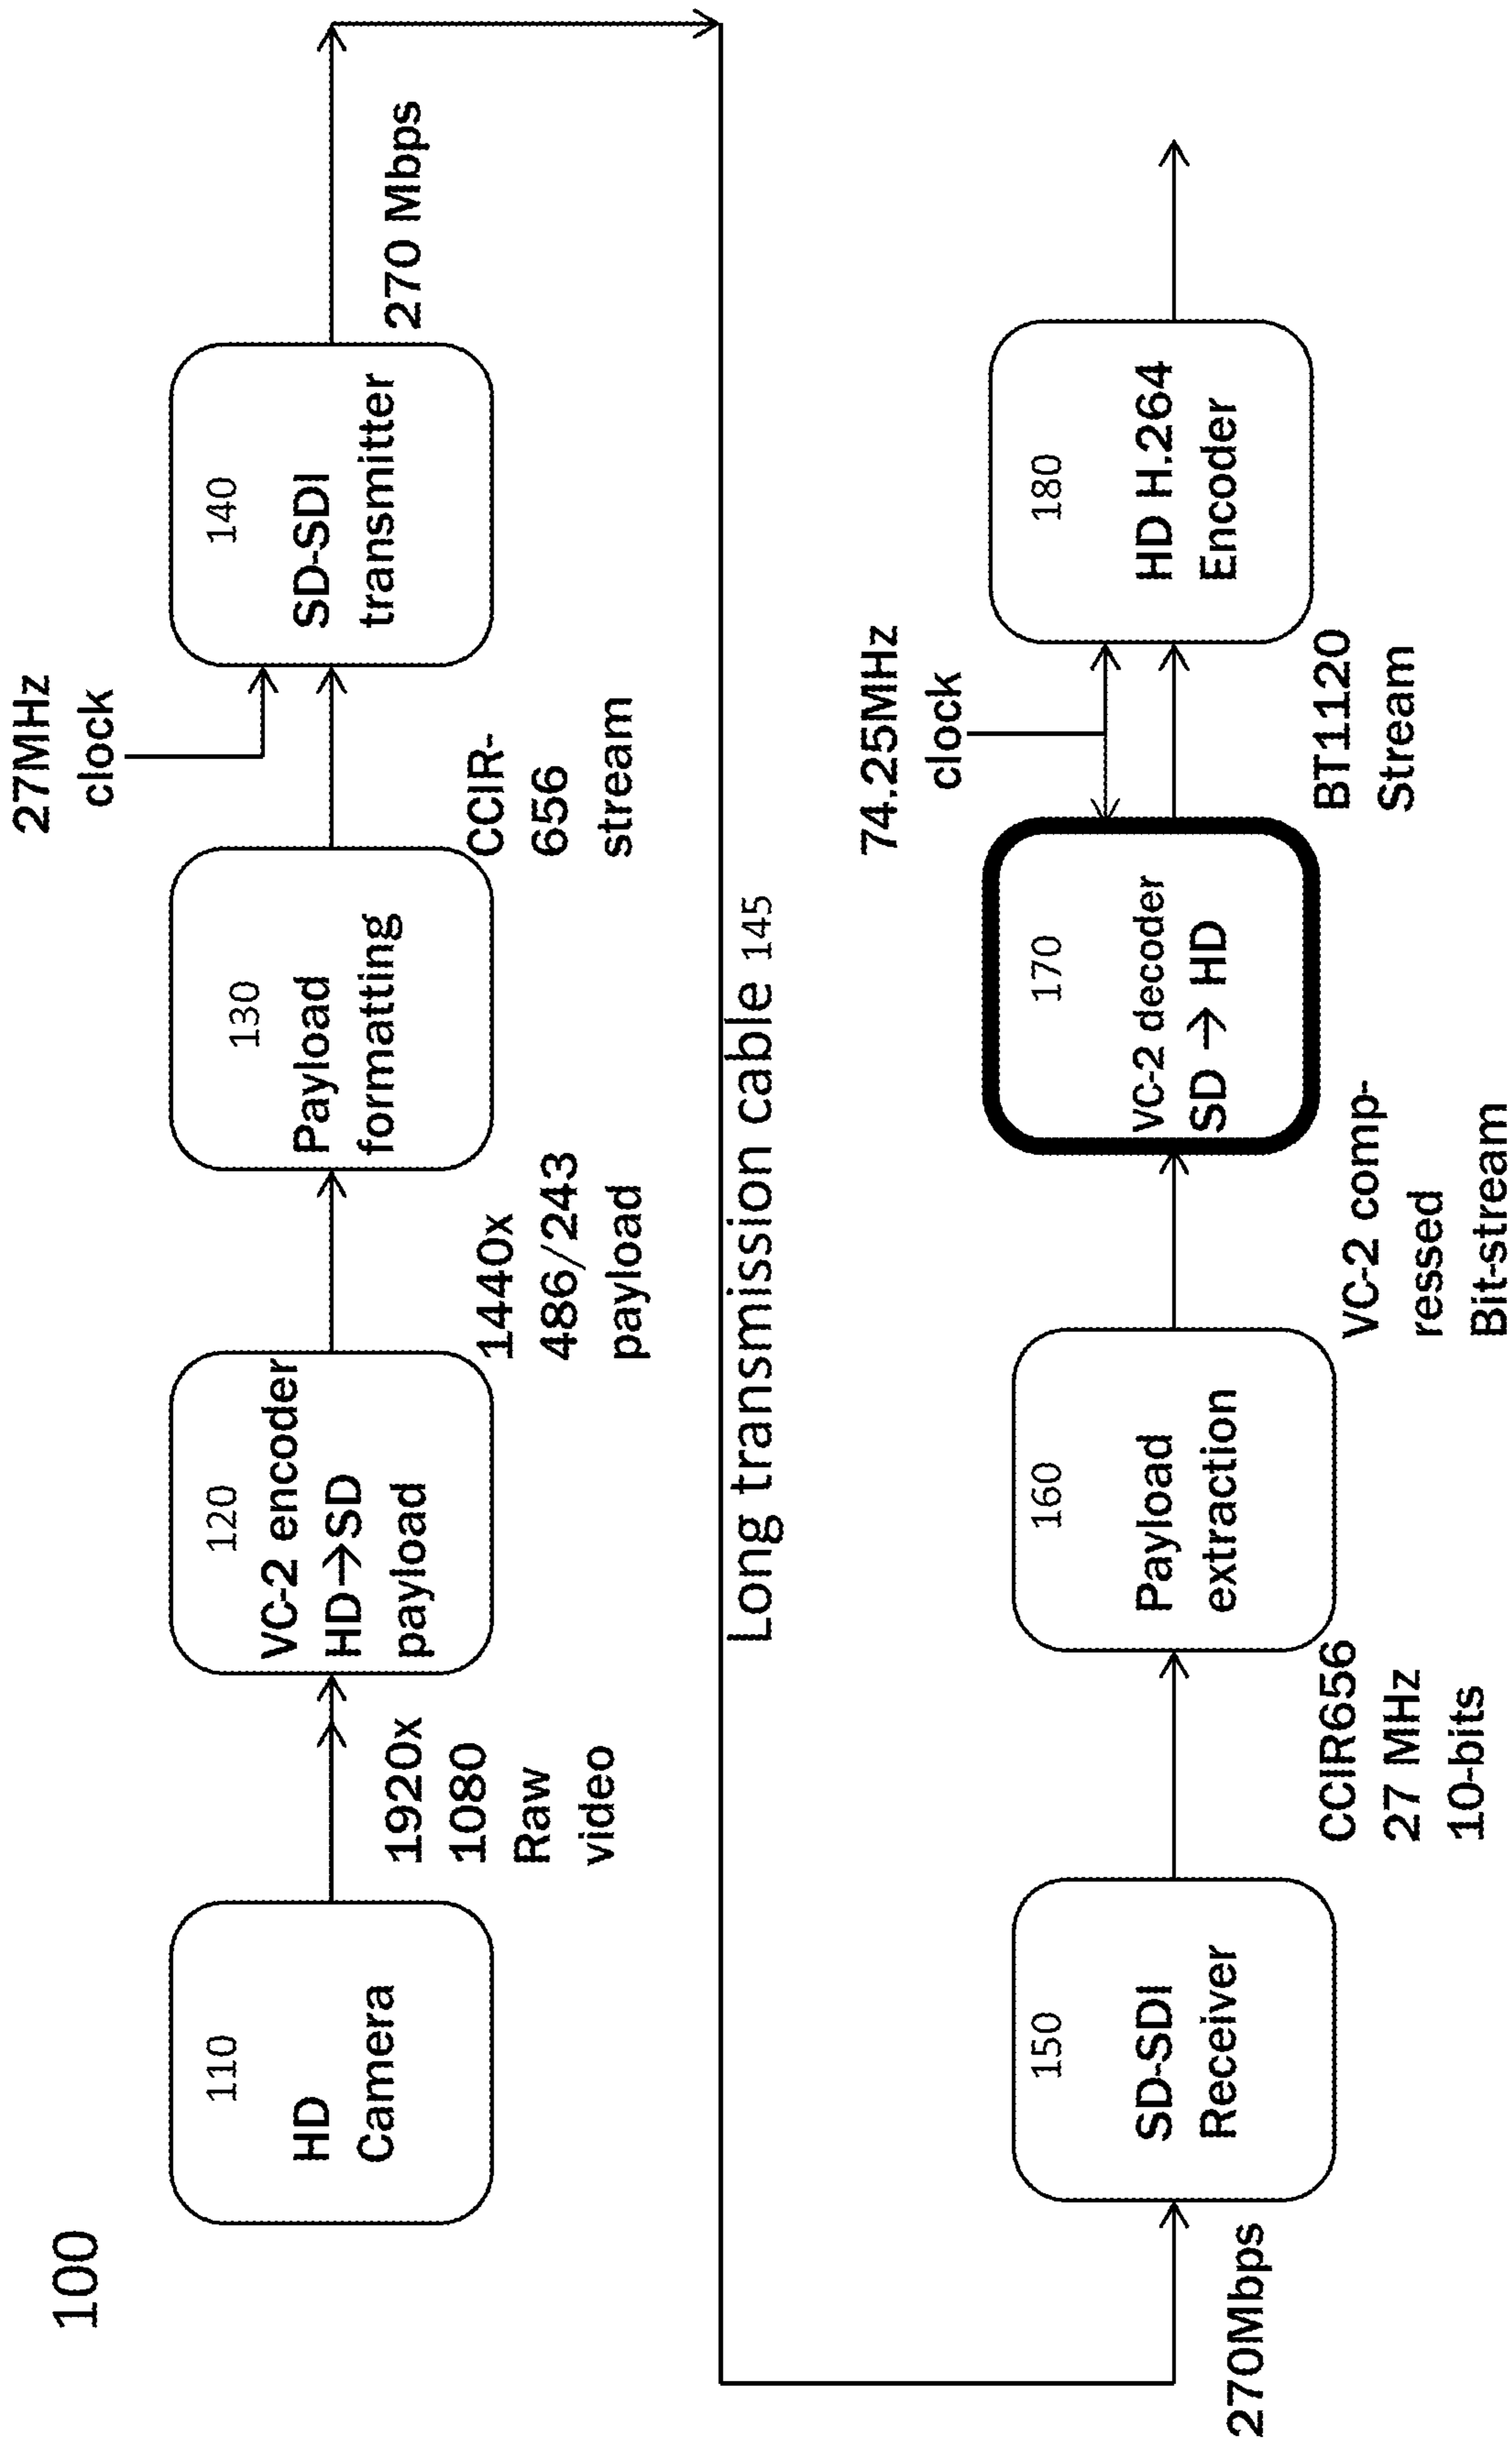 100
110
HD
Camera
1920x
1080
Raw
video
120
VC-2 encoder
HD→SD
payload
1440x
486/243
payload
130
Payload
formatting
CCIR-
656
stream
27MHz
clock
140
SD-SDI
transmitter
270 Mbps
Long transmission cable 145
270Mbps
150
SD-SDI
Receiver
CCIR656
27 MHz
10-bits
160
Payload
extraction
VC-2 comp-
ressed
Bit-stream
170
VC-2 decoder
SD → HD
74.25MHz
clock
BT1120
Stream
180
HD H.264
Encoder